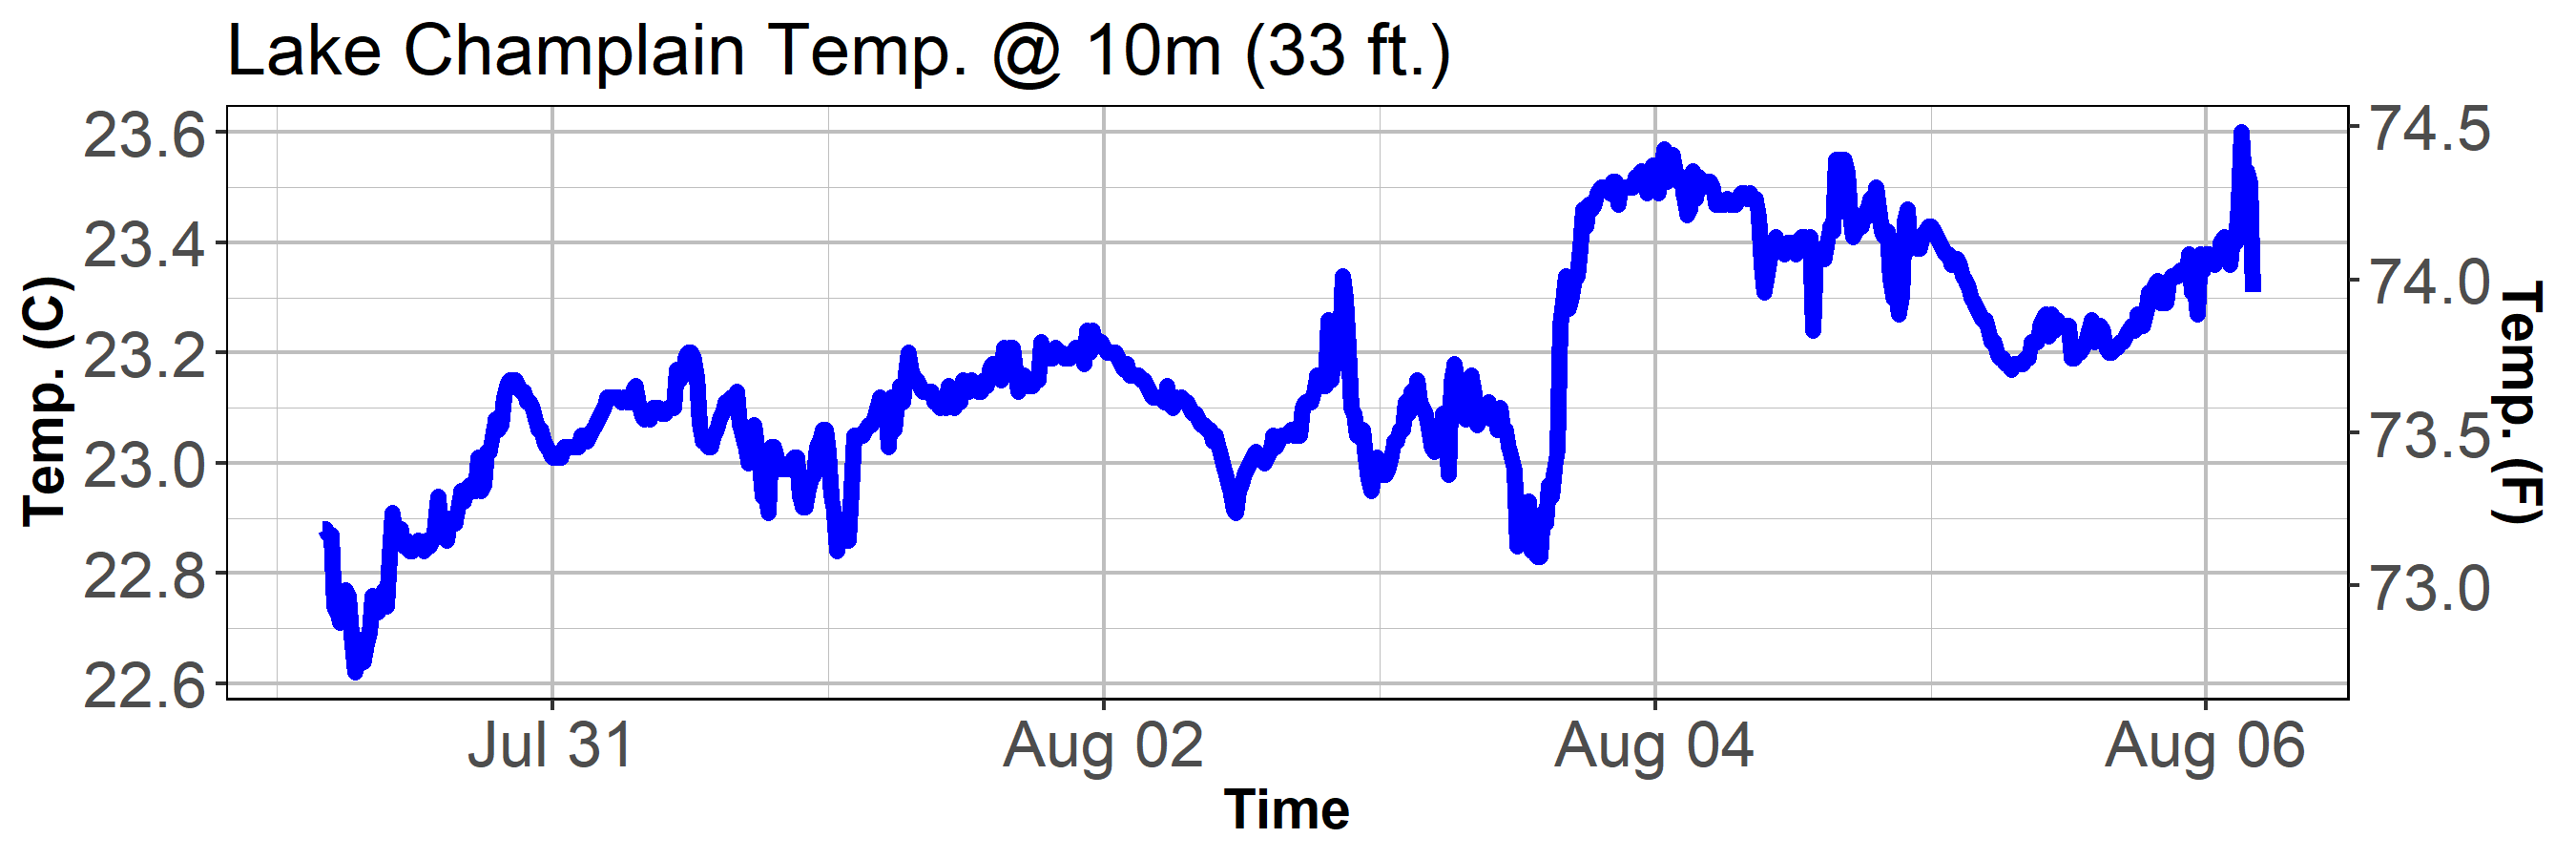 Lake Champlain Temp. @ 10m (33 ft.)
23.6
23.4
23.2
23.0
22.8
22.6
Temp. (C)
74.5
74.0
73.5
73.0
Temp. (F)
Jul 31 Aug 02 Aug 04 Aug 06
Time